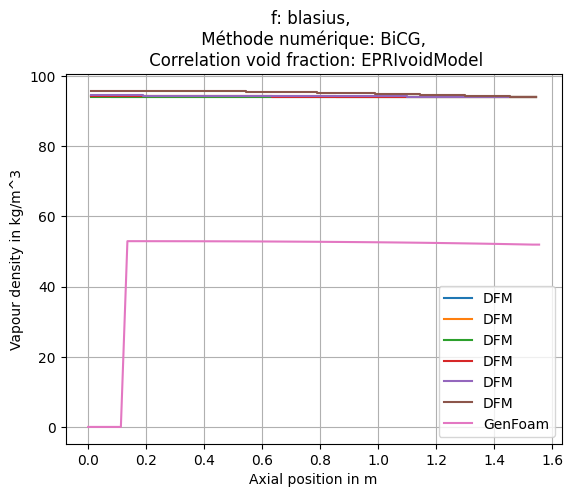 f: blasius,
Méthode numérique: BiCG,
Correlation void fraction: EPRIvoidModel
Vapour density in kg/m^3
100
80
60
40
20
0
0.0 0.2 0.4 0.6 0.8 1.0 1.2 1.4 1.6
Axial position in m
DFM
DFM
DFM
DFM
DFM
DFM
GenFoam